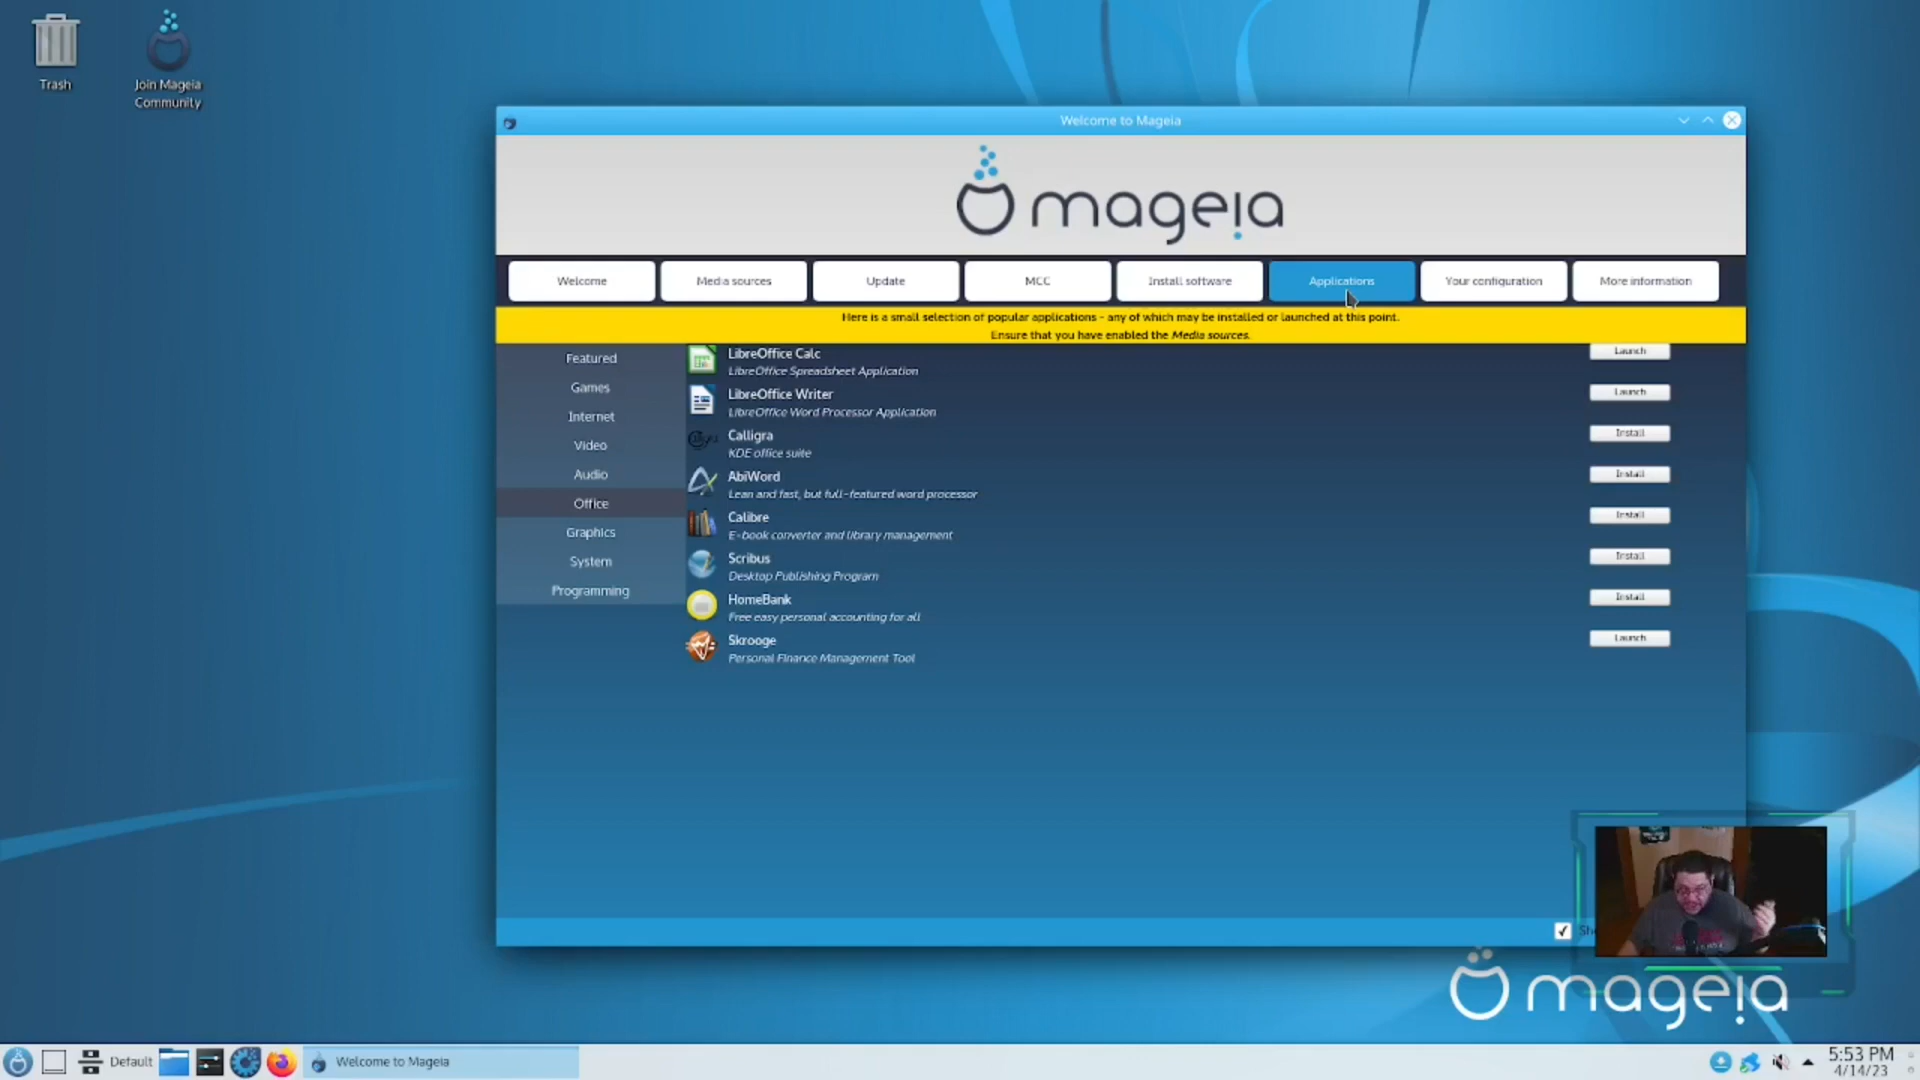 Trash
Join Mageia
Community
Welcome to Mageia
mageia
Welcome
Media sources
Update
MCC
Install software
Applications
Your configuration
More information
Here is a small selection of popular applications - any of which may be installed or launched at this point.
Ensure that you have enabled the Media sources.
Featured
Games
Internet
Video
Audio
Office
Graphics
System
Programming
LibreOffice Calc
LibreOffice Spreadsheet Application
Launch
LibreOffice Writer
LibreOffice Word Processor Application
Launch
Calligra
KDE office suite
Install
AbiWord
Lean and fast, but full-featured word processor
Install
Calibre
E-book converter and library management
Install
Scribus
Desktop Publishing Program
Install
HomeBank
Free easy personal accounting for all
Install
Skrooge
Personal Finance Management Tool
Launch
mageia
Default
Welcome to Mageia
5:53 PM
4/14/23